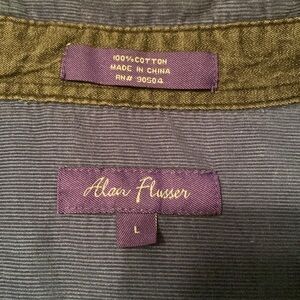 100% COTTON
MADE IN CHINA
RN# 90504
Alan Flusser
L